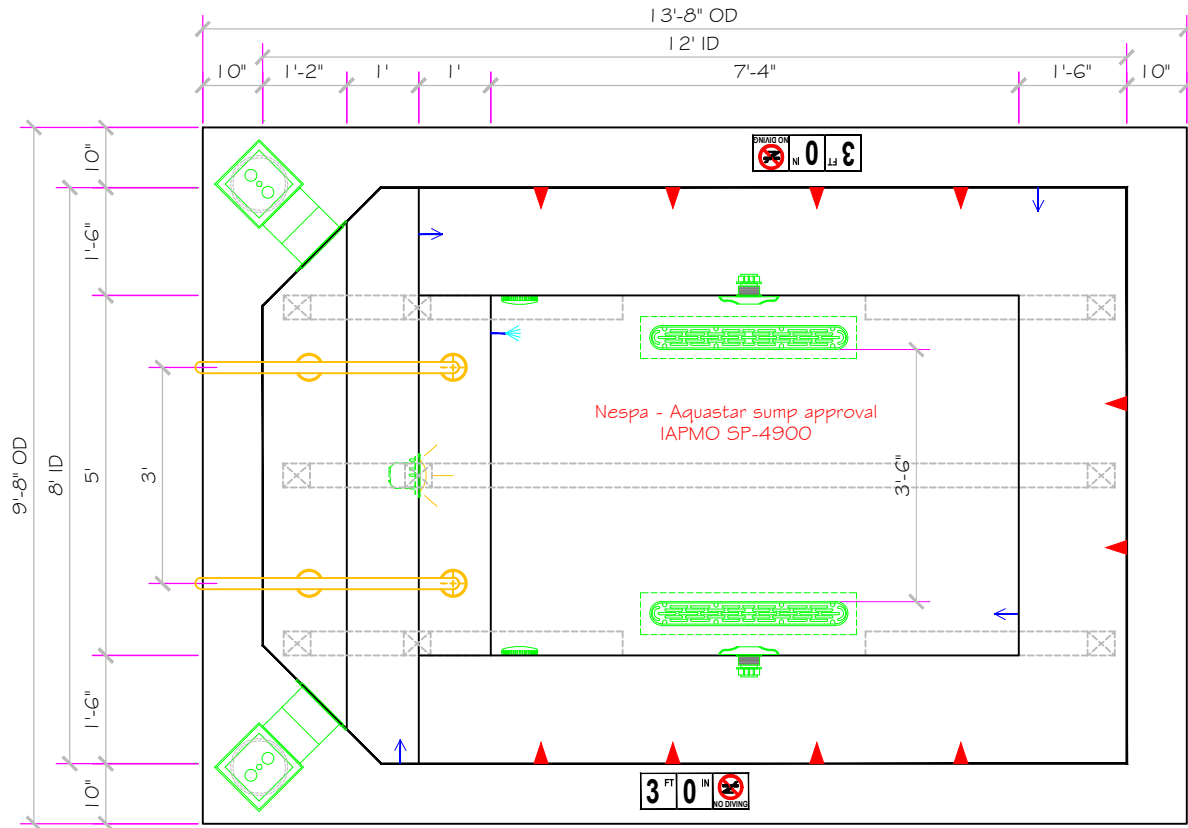 13'-8" OD
12' ID
10" 1'-2" 1' 1' 7'-4" 1'-6" 10"
NO DIVING 0 IN 3 FT
10"
1'-6"
9'-8" OD
8' ID
5'
3'
Nespa - Aquastar sump approval
IAPMO SP-4900
3'-6"
1'-6"
10"
3 FT 0 IN NO DIVING